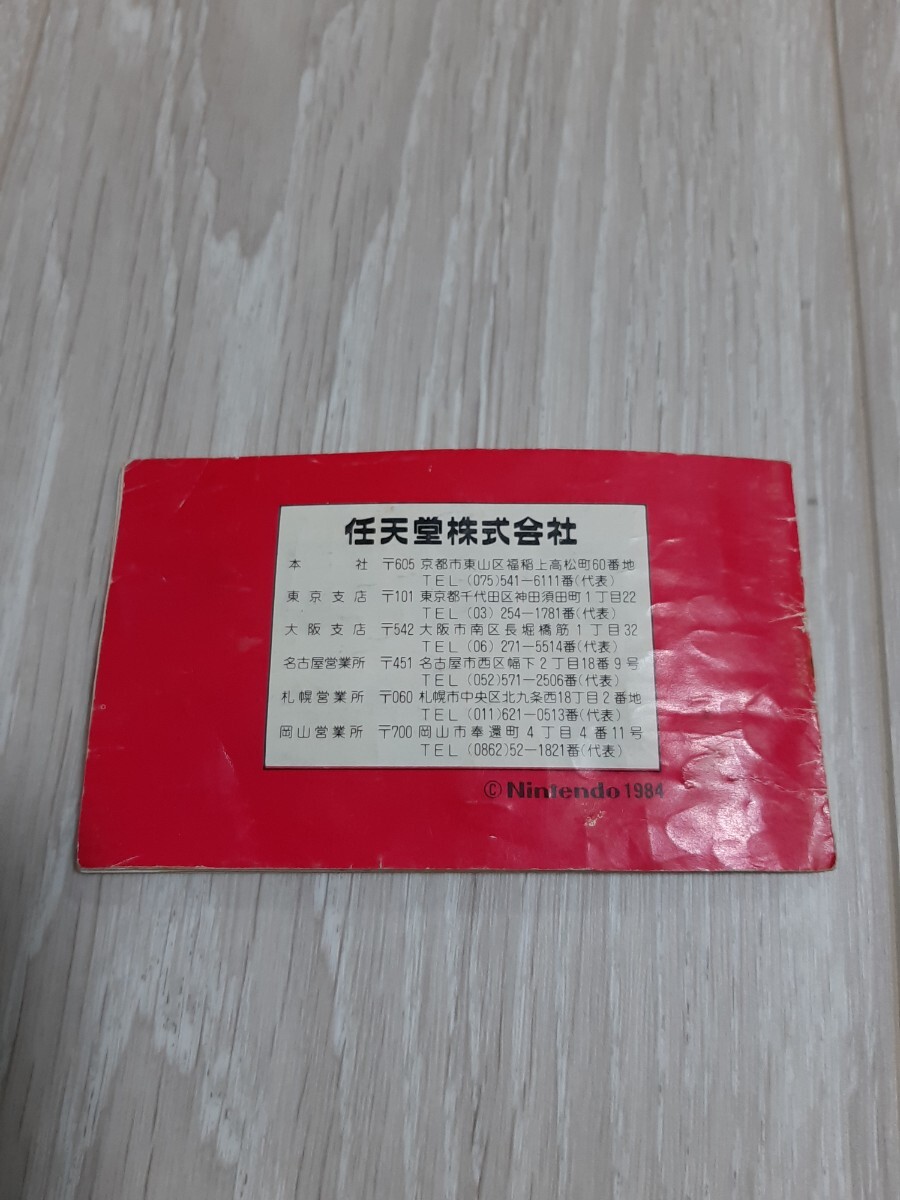 任天堂株式会社
本社 〒605 京都市東山区福稲上高松町60番地
TEL (075)541-6111番(代表)
東京支店 〒101 東京都千代田区神田須田町1丁目22
TEL (03) 254-1781番(代表)
大阪支店 〒542 大阪市南区長堀橋筋1丁目32
TEL (06) 271-5514番(代表)
名古屋営業所 〒451 名古屋市西区幅下2丁目18番9号
TEL (052)571-2506番(代表)
札幌営業所 〒060 札幌市中央区北九条西18丁目2番地
TEL (011)621-0513番(代表)
岡山営業所 〒700 岡山市奉還町4丁目4番11号
TEL (0862)52-1821番(代表)
©Nintendo 1984